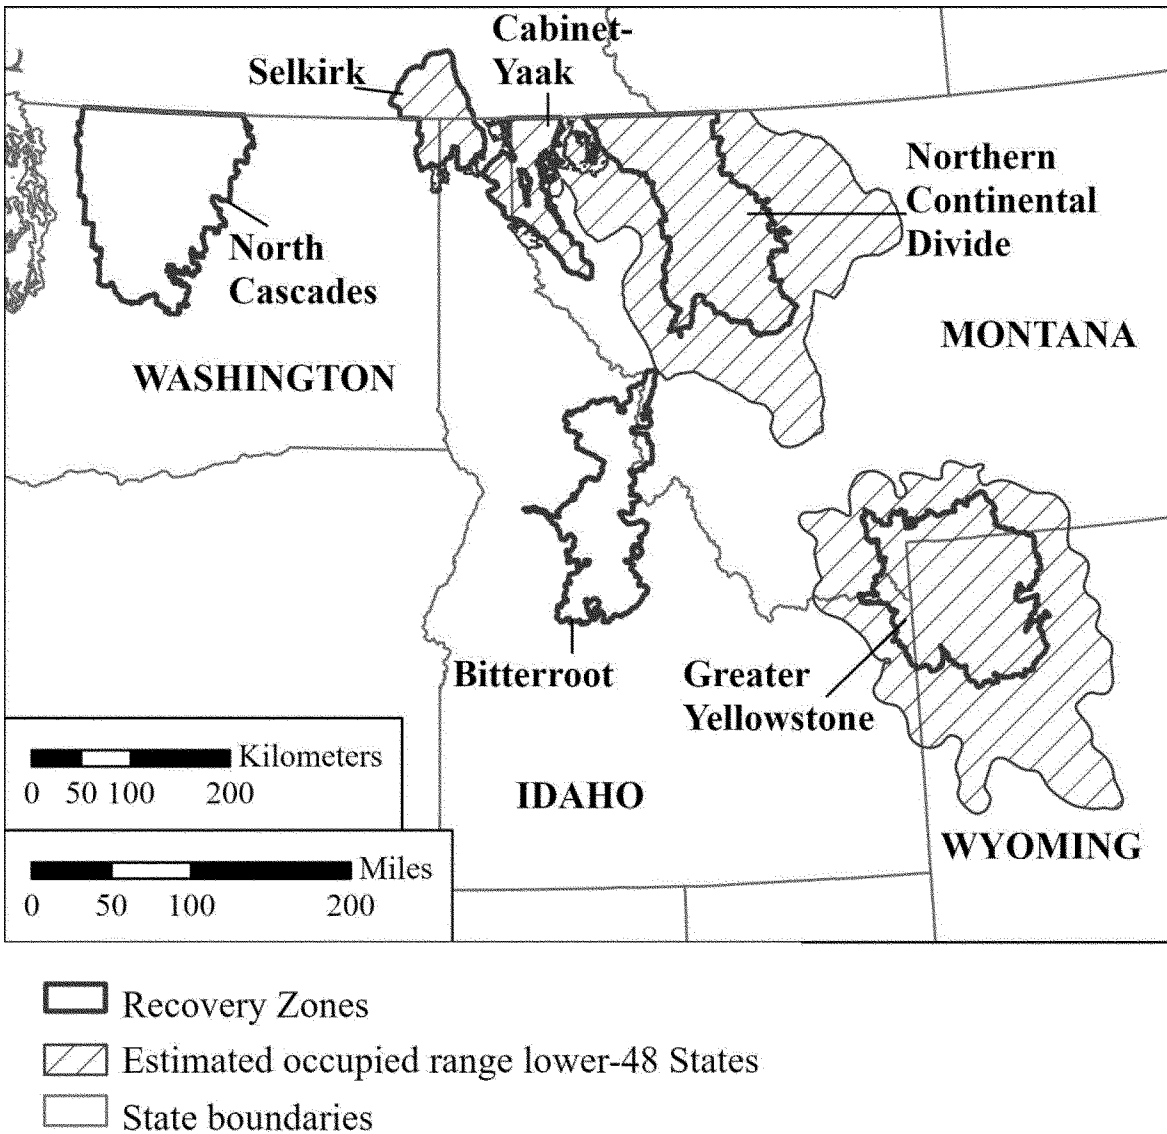 Cabinet-
Yaak
Selkirk
Northern
Continental
Divide
North
Cascades
MONTANA
WASHINGTON
Bitterroot
Greater
Yellowstone
Kilometers
0 50 100 200
IDAHO
WYOMING
Miles
0 50 100 200
Recovery Zones
Estimated occupied range lower-48 States
State boundaries